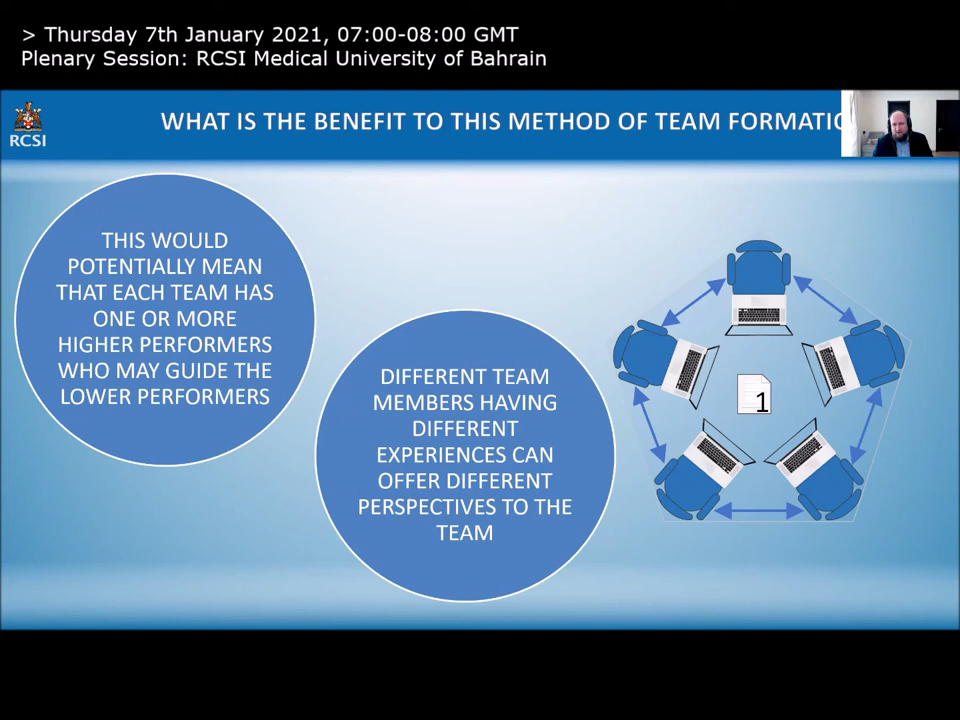 > Thursday 7th January 2021, 07:00-08:00 GMT
Plenary Session: RCSI Medical University of Bahrain
RCSI
WHAT IS THE BENEFIT TO THIS METHOD OF TEAM FORMATIO
THIS WOULD
POTENTIALLY MEAN
THAT EACH TEAM HAS
ONE OR MORE
HIGHER PERFORMERS
WHO MAY GUIDE THE
LOWER PERFORMERS
DIFFERENT TEAM
MEMBERS HAVING
DIFFERENT
EXPERIENCES CAN
OFFER DIFFERENT
PERSPECTIVES TO THE
TEAM
1